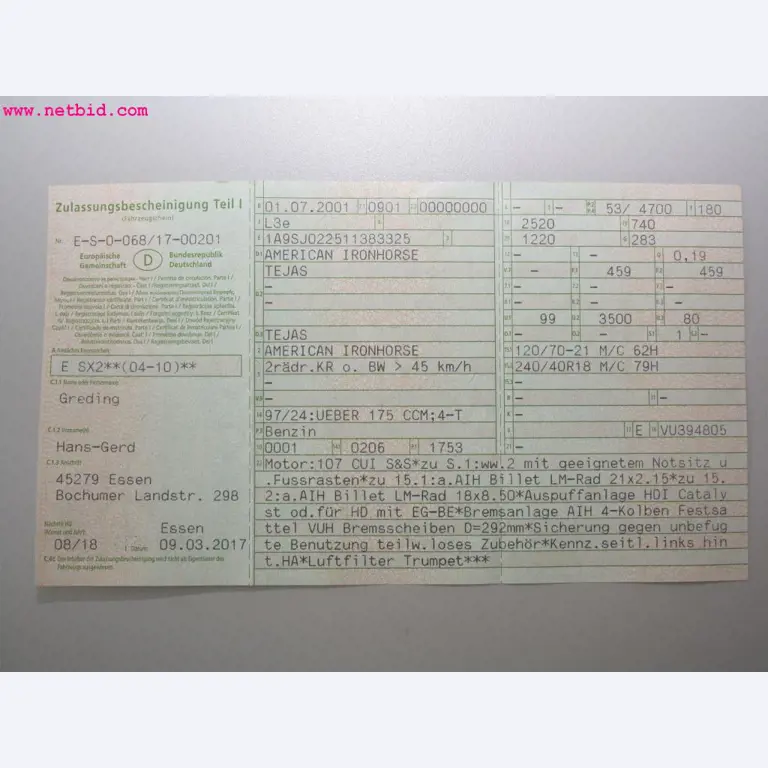 www.netbid.com
Zulassungsbescheinigung Teil I
(Fahrzeugschein)
Nr. E-S-0-068/17-00201
Europäische Gemeinschaft D Bundesrepublik Deutschland
E SX2**(04-10)**
Greding
Hans-Gerd
45279 Essen
Bochumer Landstr. 298
Essen
08/18 Datum: 09.03.2017
01.07.2001 0901 00000000
L3e
1A9SJ022511383325
AMERICAN IRONHORSE
TEJAS
–
–
TEJAS
AMERICAN IRONHORSE
2rädr.KR o. BW > 45 km/h
–
–
97/24:UEBER 175 CCM;4-T
Benzin
0001 0206 1753
– – 53/ 4700 180
2520 740
1220 283
– – 0,19
– – 459 459
– – –
– – –
99 3500 80
– – 1 –
120/70-21 M/C 62H
240/40R18 M/C 79H
–
– –
–
– E VU394805
–
Motor:107 CUI S&S*zu S.1:ww.2 mit geeignetem Notsitz u
.Fussrasten*zu 15.1:a.AIH Billet LM-Rad 21x2.15*zu 15.
2:a.AIH Billet LM-Rad 18x8.50*Auspuffanlage HDI Cataly
st od.für HD mit EG-BE*Bremsanlage AIH 4-Kolben Festsa
ttel VUH Bremsscheiben D=292mm*Sicherung gegen unbefug
te Benutzung teilw.loses Zubehör*Kennz.seitl.links hin
t.HA*Luftfilter Trumpet***